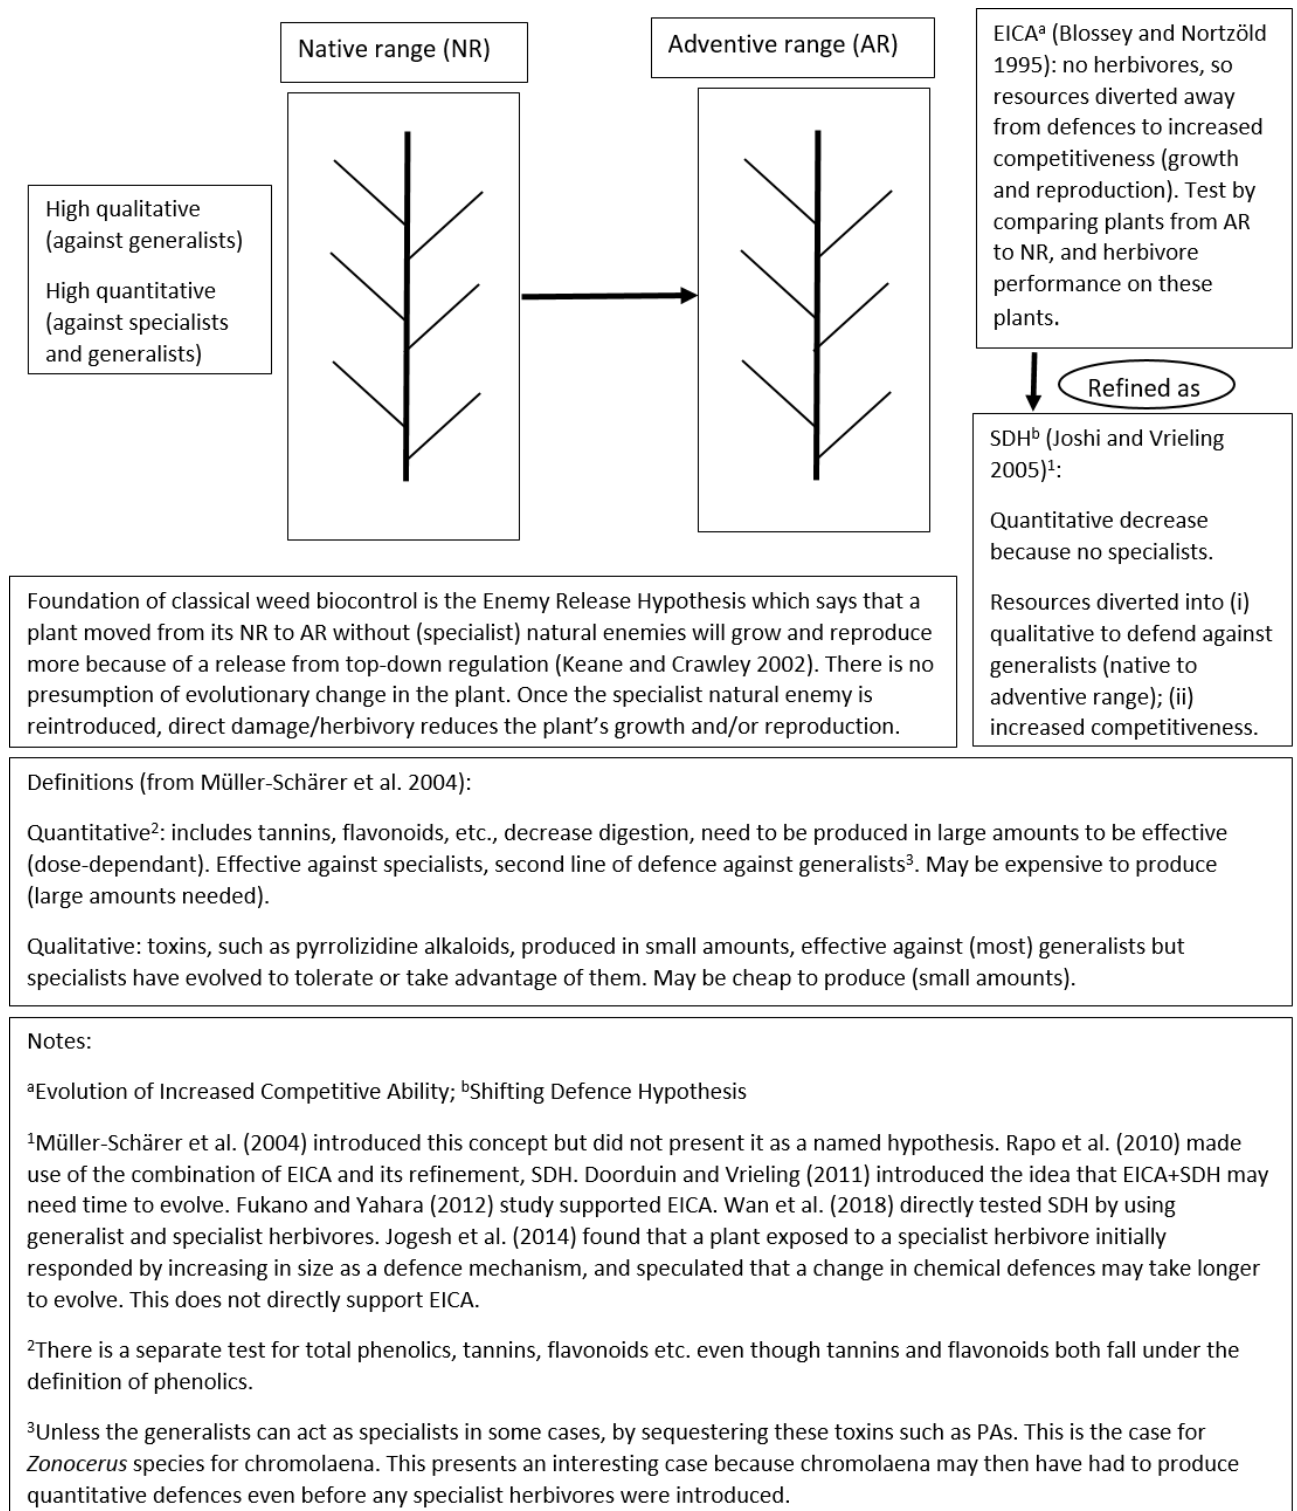 Native range (NR)
Adventive range (AR)
High qualitative
(against generalists)
High quantitative
(against specialists
and generalists)
EICAᵃ (Blossey and Nortzöld
1995): no herbivores, so
resources diverted away
from defences to increased
competitiveness (growth
and reproduction). Test by
comparing plants from AR
to NR, and herbivore
performance on these
plants.
Refined as
SDHᵇ (Joshi and Vrieling
2005)¹:
Quantitative decrease
because no specialists.
Resources diverted into (i)
qualitative to defend against
generalists (native to
adventive range); (ii)
increased competitiveness.
Foundation of classical weed biocontrol is the Enemy Release Hypothesis which says that a
plant moved from its NR to AR without (specialist) natural enemies will grow and reproduce
more because of a release from top-down regulation (Keane and Crawley 2002). There is no
presumption of evolutionary change in the plant. Once the specialist natural enemy is
reintroduced, direct damage/herbivory reduces the plant’s growth and/or reproduction.
Definitions (from Müller-Schärer et al. 2004):
Quantitative²: includes tannins, flavonoids, etc., decrease digestion, need to be produced in large amounts to be effective
(dose-dependant). Effective against specialists, second line of defence against generalists³. May be expensive to produce
(large amounts needed).
Qualitative: toxins, such as pyrrolizidine alkaloids, produced in small amounts, effective against (most) generalists but
specialists have evolved to tolerate or take advantage of them. May be cheap to produce (small amounts).
Notes:
ᵃEvolution of Increased Competitive Ability; ᵇShifting Defence Hypothesis
¹Müller-Schärer et al. (2004) introduced this concept but did not present it as a named hypothesis. Rapo et al. (2010) made
use of the combination of EICA and its refinement, SDH. Doorduin and Vrieling (2011) introduced the idea that EICA+SDH may
need time to evolve. Fukano and Yahara (2012) study supported EICA. Wan et al. (2018) directly tested SDH by using
generalist and specialist herbivores. Jogesh et al. (2014) found that a plant exposed to a specialist herbivore initially
responded by increasing in size as a defence mechanism, and speculated that a change in chemical defences may take longer
to evolve. This does not directly support EICA.
²There is a separate test for total phenolics, tannins, flavonoids etc. even though tannins and flavonoids both fall under the
definition of phenolics.
³Unless the generalists can act as specialists in some cases, by sequestering these toxins such as PAs. This is the case for
Zonocerus species for chromolaena. This presents an interesting case because chromolaena may then have had to produce
quantitative defences even before any specialist herbivores were introduced.